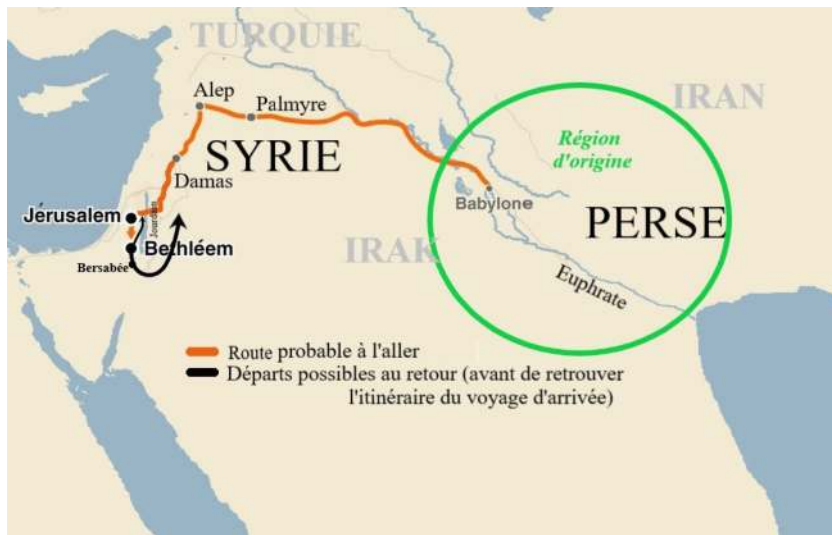 TURQUIE
Alep
Palmyre
IRAN
Région
d'origine
SYRIE
Damas
Babylone
Jérusalem
Jourdain
PERSE
Bethléem
IRAK
Bersabée
Euphrate
Route probable à l'aller
Départs possibles au retour (avant de retrouver
l'itinéraire du voyage d'arrivée)